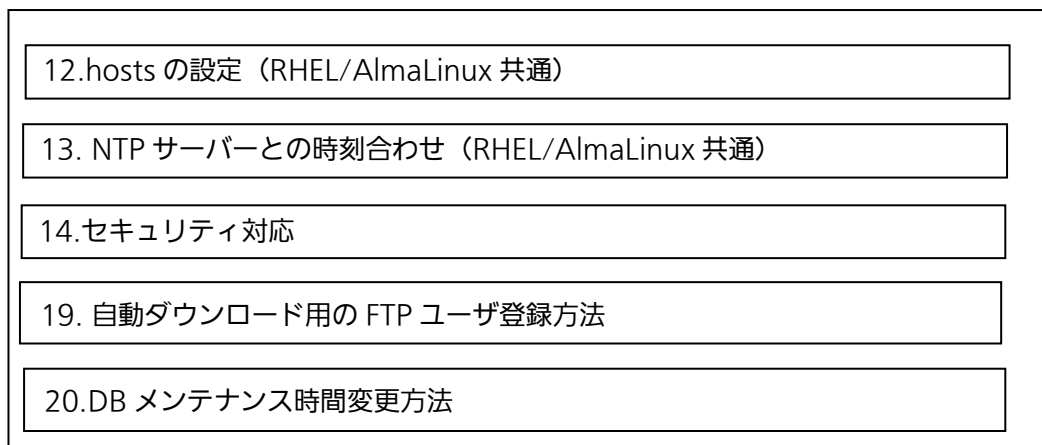 12.hosts の設定（RHEL/AlmaLinux 共通）
13. NTP サーバーとの時刻合わせ（RHEL/AlmaLinux 共通）
14.セキュリティ対応
19. 自動ダウンロード用の FTP ユーザ登録方法
20.DB メンテナンス時間変更方法